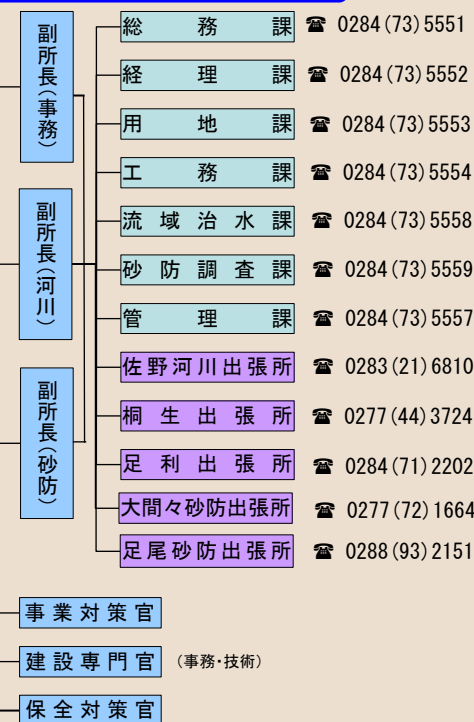 副所長(事務)
副所長(河川)
副所長(砂防)
総務課 ☎ 0284(73)5551
経理課 ☎ 0284(73)5552
用地課 ☎ 0284(73)5553
工務課 ☎ 0284(73)5554
流域治水課 ☎ 0284(73)5558
砂防調査課 ☎ 0284(73)5559
管理課 ☎ 0284(73)5557
佐野河川出張所 ☎ 0283(21)6810
桐生出張所 ☎ 0277(44)3724
足利出張所 ☎ 0284(71)2202
大間々砂防出張所 ☎ 0277(72)1664
足尾砂防出張所 ☎ 0288(93)2151
事業対策官
建設専門官 (事務・技術)
保全対策官